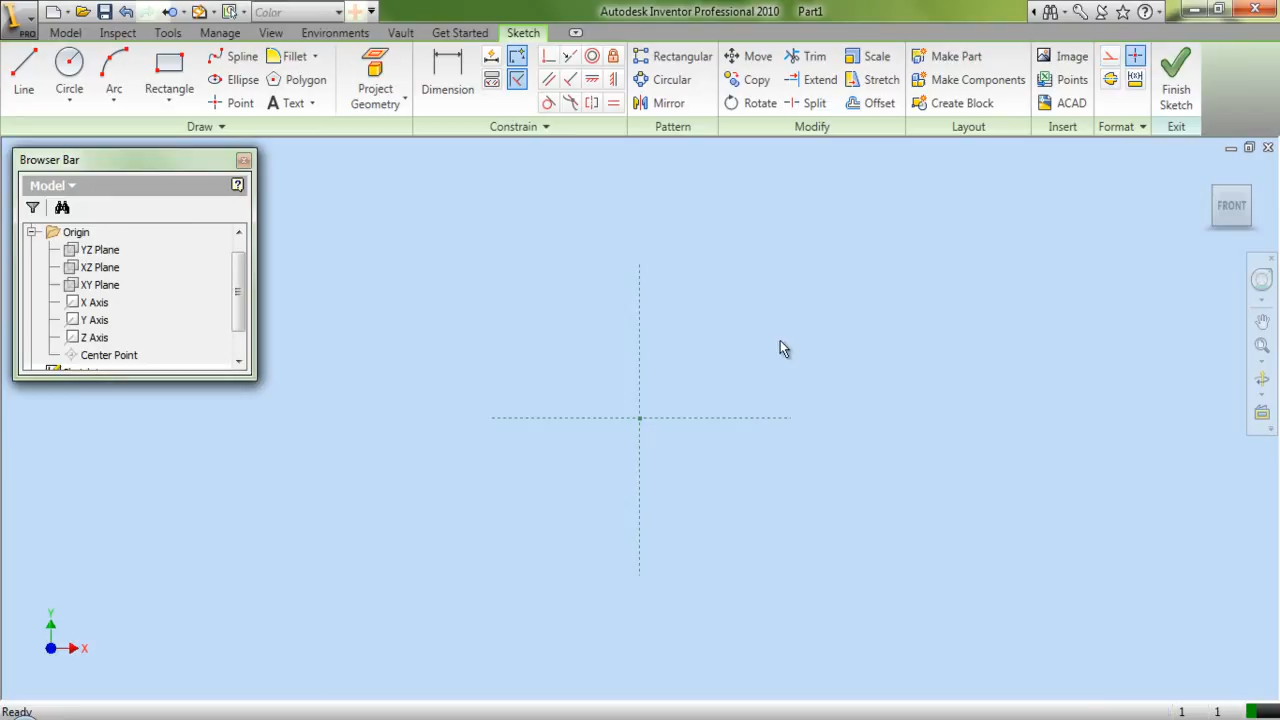 Autodesk Inventor Professional 2010 Part1
PRO
Color
Model Inspect Tools Manage View Environments Vault Get Started Sketch
Line Circle Arc Rectangle
Spline Fillet
Ellipse Polygon
Point Text
Project Geometry
Dimension
Rectangular
Circular
Mirror
Move Trim Scale
Copy Extend Stretch
Rotate Split Offset
Make Part
Make Components
Create Block
Image
Points
ACAD
Finish Sketch
Draw Constrain Pattern Modify Layout Insert Format Exit
Browser Bar
Model
Origin
YZ Plane
XZ Plane
XY Plane
X Axis
Y Axis
Z Axis
Center Point
FRONT
Y
X
Ready 1 1